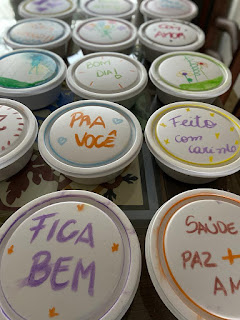 COM
AMOR
BOM
DIA!
PRA
VOCÊ
Feito
com
carinho
FICA
BEM
SAÚDE
PAZ +
AM